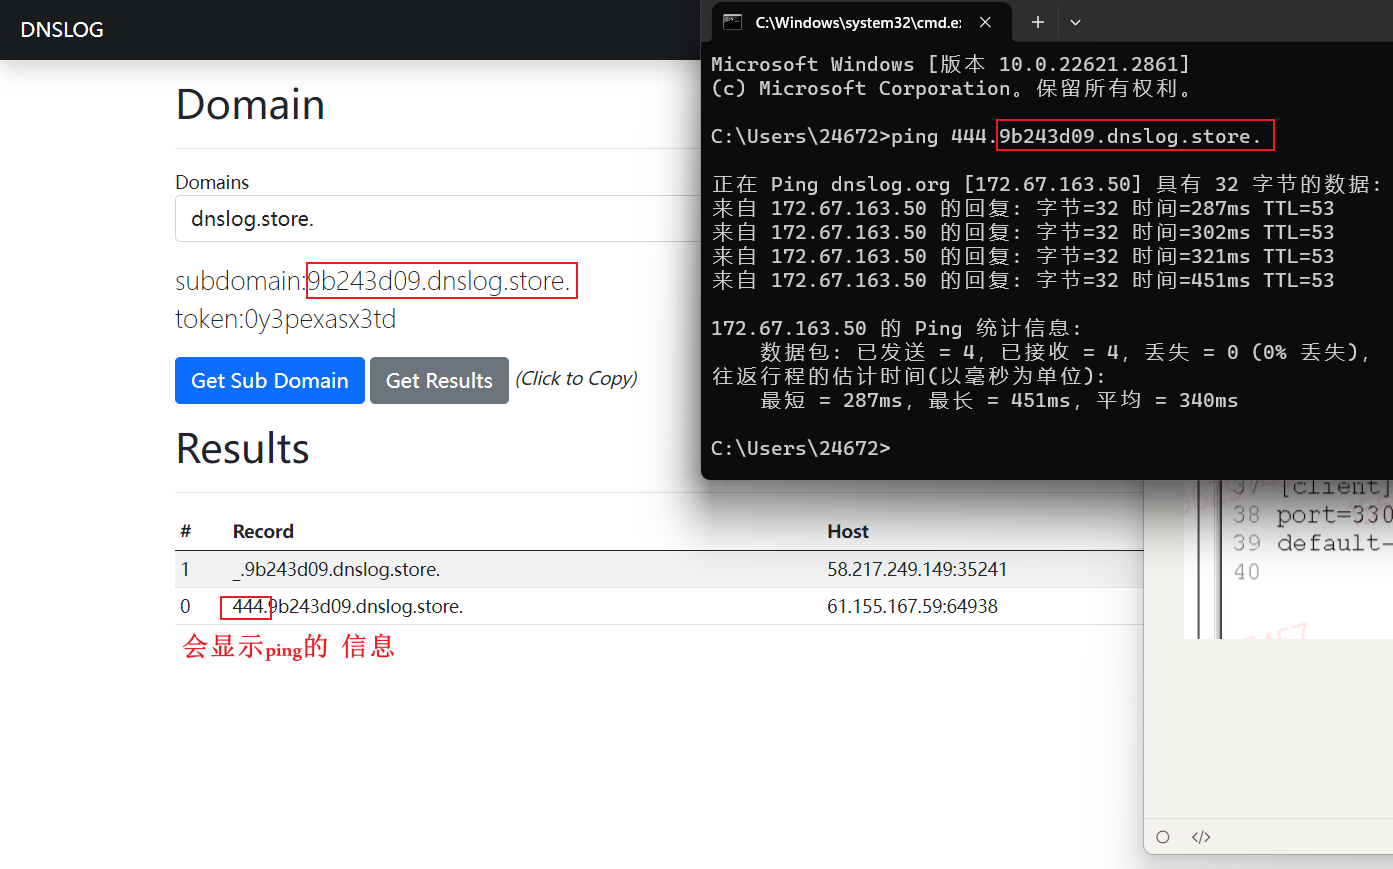 DNSLOG
Domain
Domains
dnslog.store.
subdomain:9b243d09.dnslog.store.
token:0y3pexasx3td
Get Sub Domain
Get Results
(Click to Copy)
Results
# Record Host
1 _.9b243d09.dnslog.store. 58.217.249.149:35241
0 444.9b243d09.dnslog.store. 61.155.167.59:64938
会显示ping的 信息
C:\Windows\system32\cmd.e
Microsoft Windows [版本 10.0.22621.2861]
(c) Microsoft Corporation。保留所有权利。
C:\Users\24672>ping 444.9b243d09.dnslog.store.
正在 Ping dnslog.org [172.67.163.50] 具有 32 字节的数据:
来自 172.67.163.50 的回复: 字节=32 时间=287ms TTL=53
来自 172.67.163.50 的回复: 字节=32 时间=302ms TTL=53
来自 172.67.163.50 的回复: 字节=32 时间=321ms TTL=53
来自 172.67.163.50 的回复: 字节=32 时间=451ms TTL=53
172.67.163.50 的 Ping 统计信息:
数据包: 已发送 = 4，已接收 = 4，丢失 = 0 (0% 丢失)，
往返行程的估计时间(以毫秒为单位):
最短 = 287ms，最长 = 451ms，平均 = 340ms
C:\Users\24672>
37 [client]
38 port=330
39 default-
40